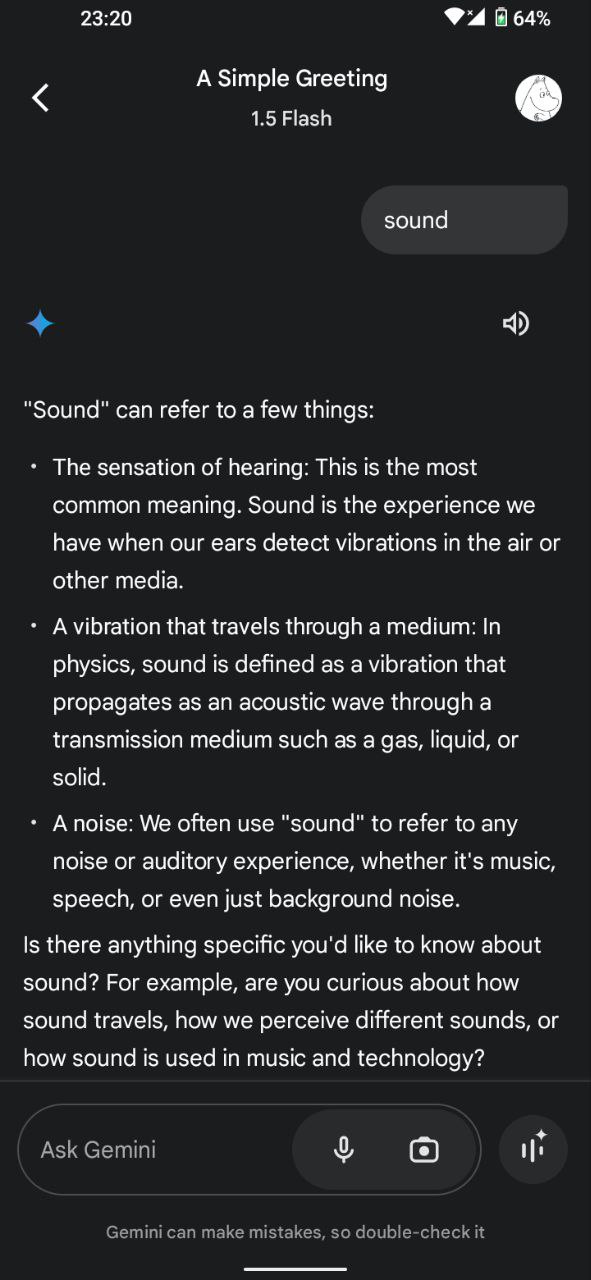 23:20
64%
A Simple Greeting
1.5 Flash
sound
"Sound" can refer to a few things:
• The sensation of hearing: This is the most
common meaning. Sound is the experience we
have when our ears detect vibrations in the air or
other media.
• A vibration that travels through a medium: In
physics, sound is defined as a vibration that
propagates as an acoustic wave through a
transmission medium such as a gas, liquid, or
solid.
• A noise: We often use "sound" to refer to any
noise or auditory experience, whether it's music,
speech, or even just background noise.
Is there anything specific you'd like to know about
sound? For example, are you curious about how
sound travels, how we perceive different sounds, or
how sound is used in music and technology?
Ask Gemini
Gemini can make mistakes, so double-check it